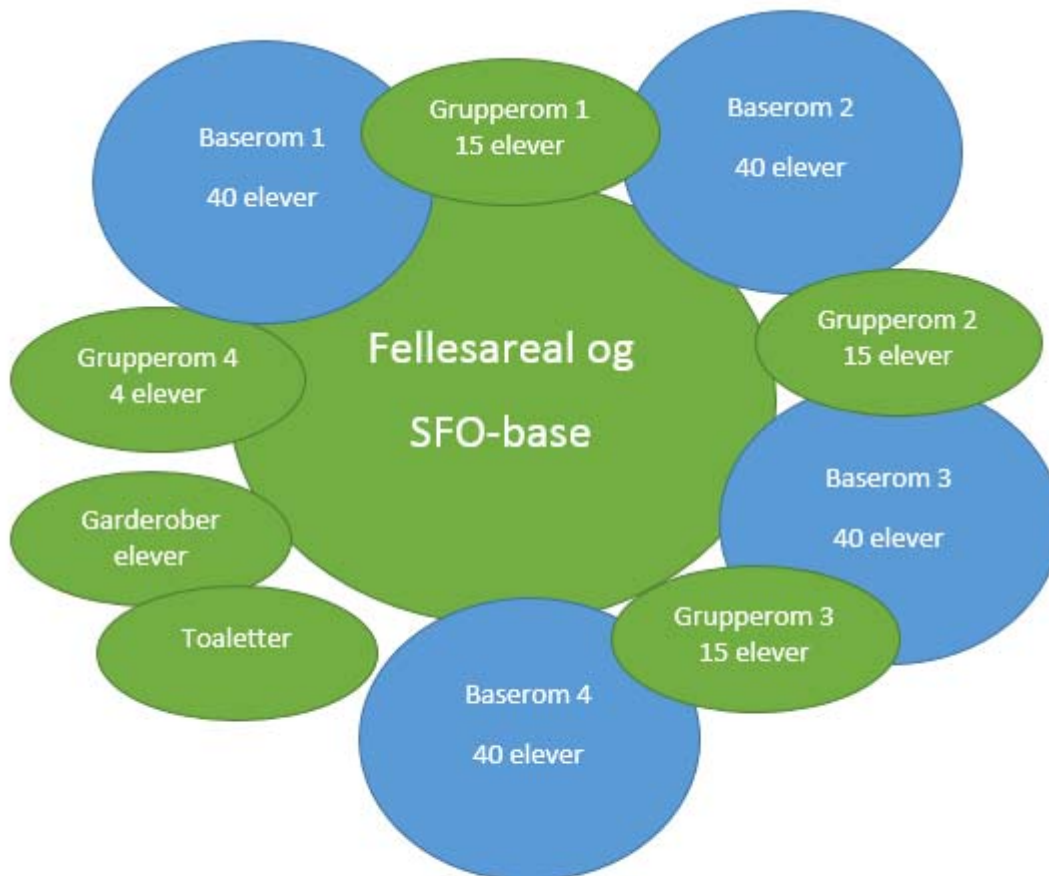 Baserom 1
40 elever
Grupperom 1
15 elever
Baserom 2
40 elever
Grupperom 2
15 elever
Fellesareal og
SFO-base
Grupperom 4
4 elever
Baserom 3
40 elever
Garderober
elever
Grupperom 3
15 elever
Toaletter
Baserom 4
40 elever